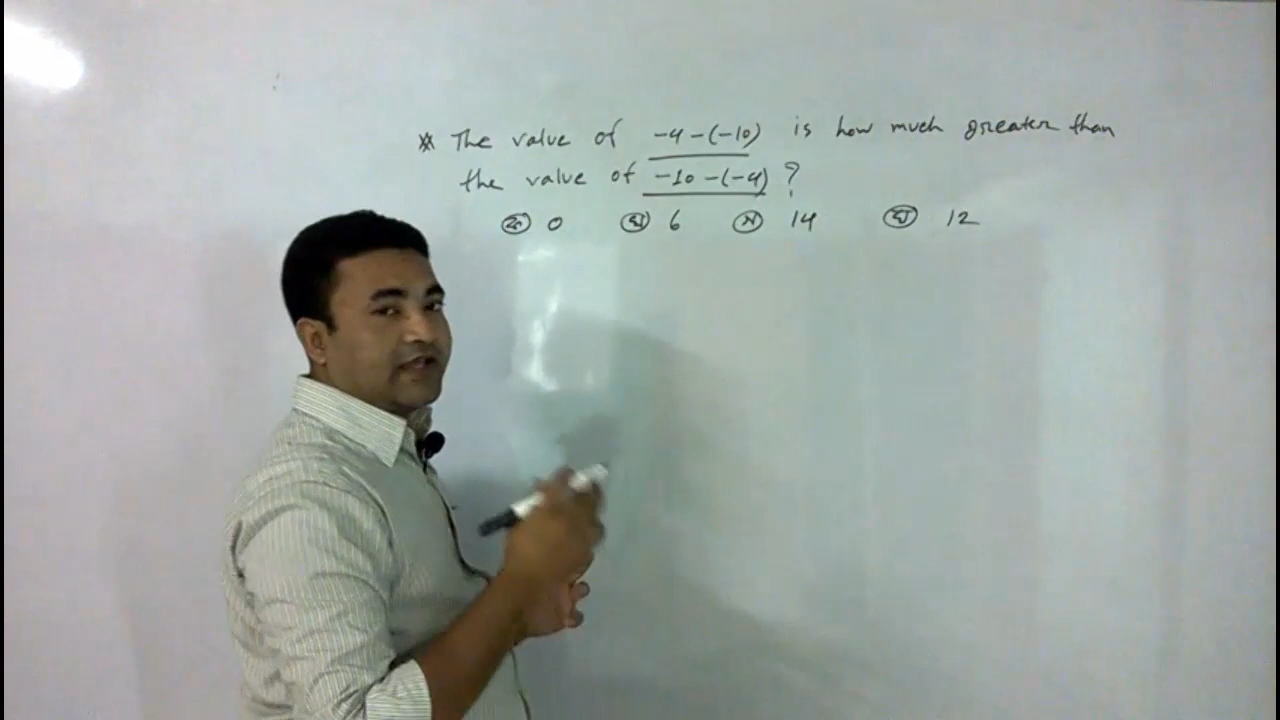 * The value of -4-(-10) is how much greater than
the value of -10-(-4)?
ক 0 খ 6 গ 14 ঘ 12